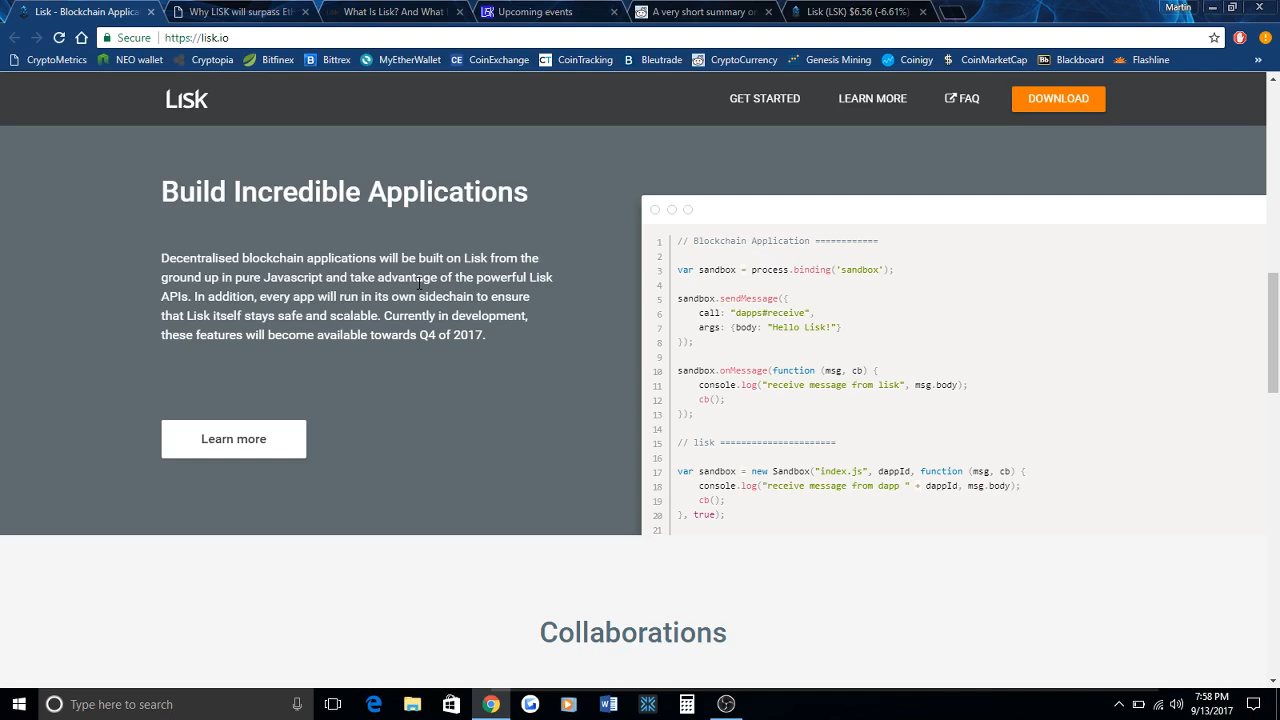 Lisk - Blockchain Applica
Why LISK will surpass Eth
What Is Lisk? And What I
Upcoming events
A very short summary on
Lisk (LSK) $6.56 (-6.61%)
Martin
Secure
https://lisk.io
CryptoMetrics
NEO wallet
Cryptopia
Bitfinex
Bittrex
MyEtherWallet
CE CoinExchange
CT CoinTracking
Bleutrade
CryptoCurrency
Genesis Mining
Coinigy
$ CoinMarketCap
Bb Blackboard
Flashline
»
LISK
GET STARTED
LEARN MORE
FAQ
DOWNLOAD
Build Incredible Applications
Decentralised blockchain applications will be built on Lisk from the
ground up in pure Javascript and take advantage of the powerful Lisk
APIs. In addition, every app will run in its own sidechain to ensure
that Lisk itself stays safe and scalable. Currently in development,
these features will become available towards Q4 of 2017.
Learn more
1 // Blockchain Application ============
2
3 var sandbox = process.binding('sandbox');
4
5 sandbox.sendMessage({
6 call: "dapps#receive",
7 args: {body: "Hello Lisk!"}
8 });
9
10 sandbox.onMessage(function (msg, cb) {
11 console.log("receive message from lisk", msg.body);
12 cb();
13 });
14
15 // lisk ======================
16
17 var sandbox = new Sandbox("index.js", dappId, function (msg, cb) {
18 console.log("receive message from dapp " + dappId, msg.body);
19 cb();
20 }, true);
21
Collaborations
Type here to search
7:58 PM
9/13/2017